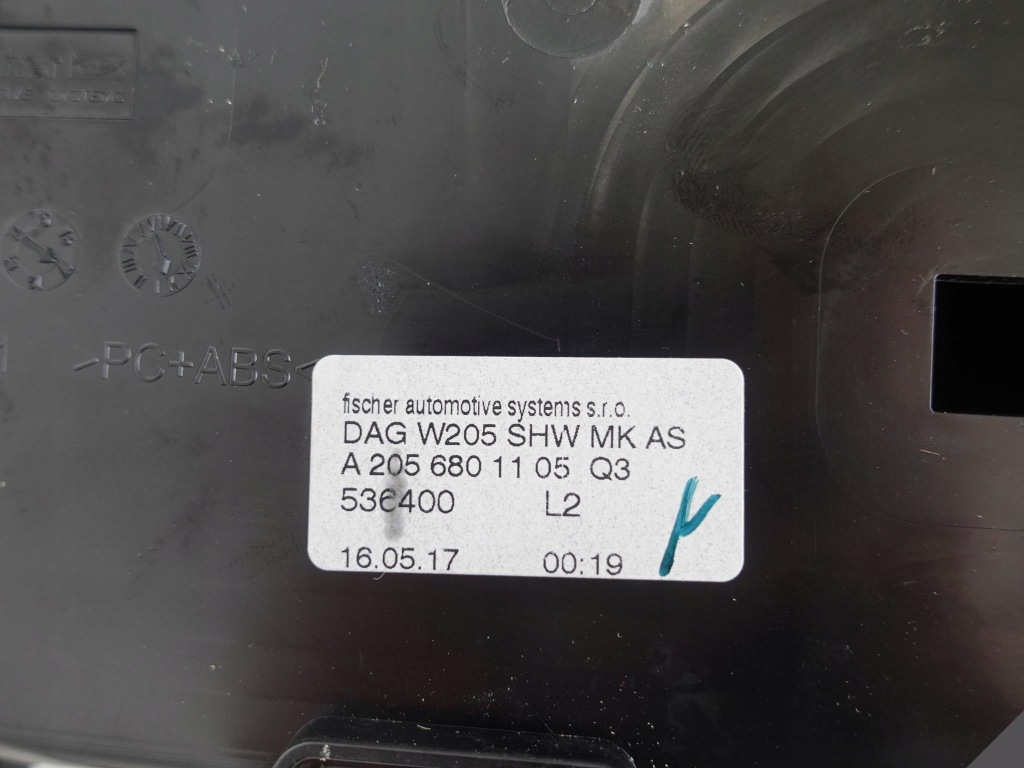 >PC+ABS<
fischer automotive systems s.r.o.
DAG W205 SHW MK AS
A 205 680 11 05 Q3
536400 L2
16.05.17 00:19